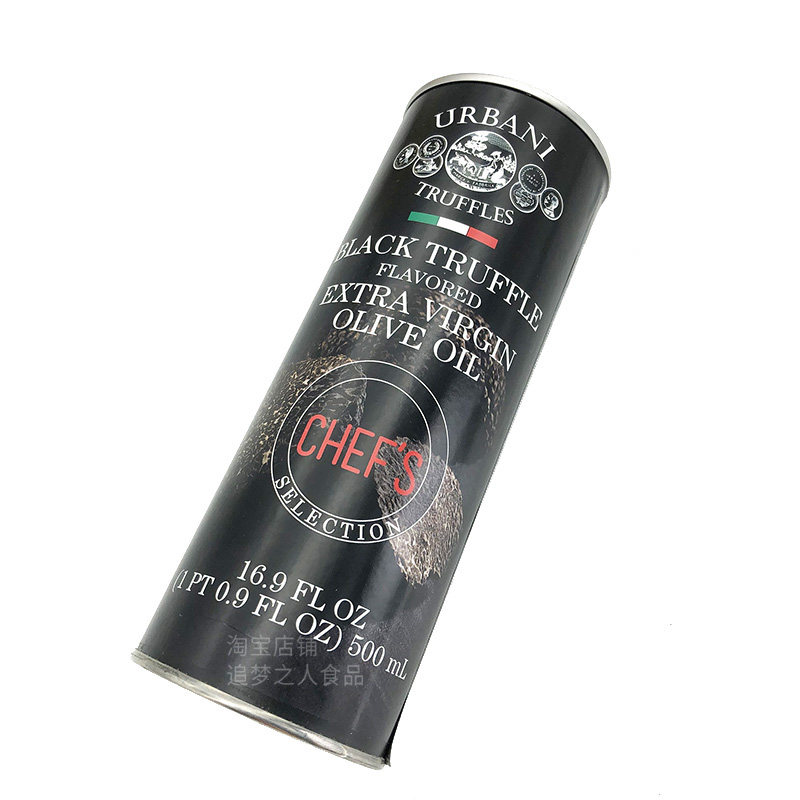 URBANI
TRUFFLES
BLACK TRUFFLE
FLAVORED
EXTRA VIRGIN
OLIVE OIL
CHEF'S
SELECTION
16.9 FL OZ
(1 PT 0.9 FL OZ) 500 mL
淘宝店铺
追梦之人食品